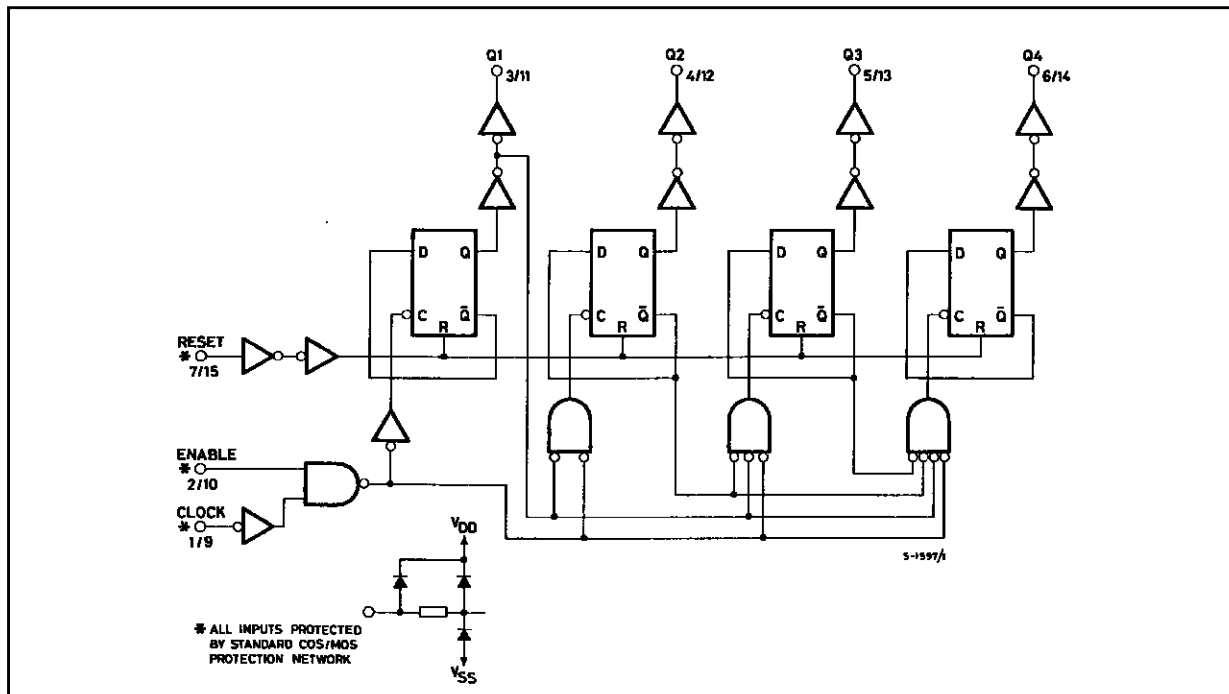 Q1 Q2 Q3 Q4
3/11 4/12 5/13 6/14
D Q D Q D Q D Q
C Q̄ C Q̄ C Q̄ C Q̄
R R R R
RESET
* 7/15
ENABLE
* 2/10
CLOCK
* 1/9
VDD
S-1597/1
* ALL INPUTS PROTECTED
BY STANDARD COS/MOS
PROTECTION NETWORK
VSS